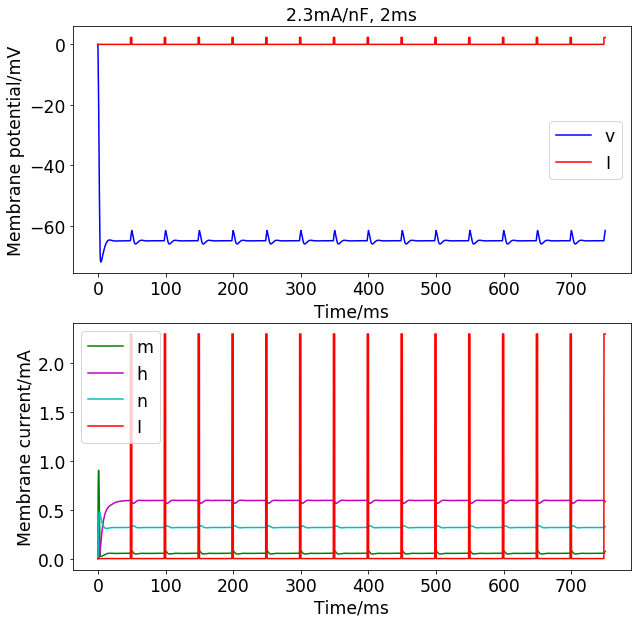 2.3mA/nF, 2ms
Membrane potential/mV
0
−20
−40
−60
v
I
0 100 200 300 400 500 600 700
Time/ms
Membrane current/mA
2.0
1.5
1.0
0.5
0.0
m
h
n
I
0 100 200 300 400 500 600 700
Time/ms